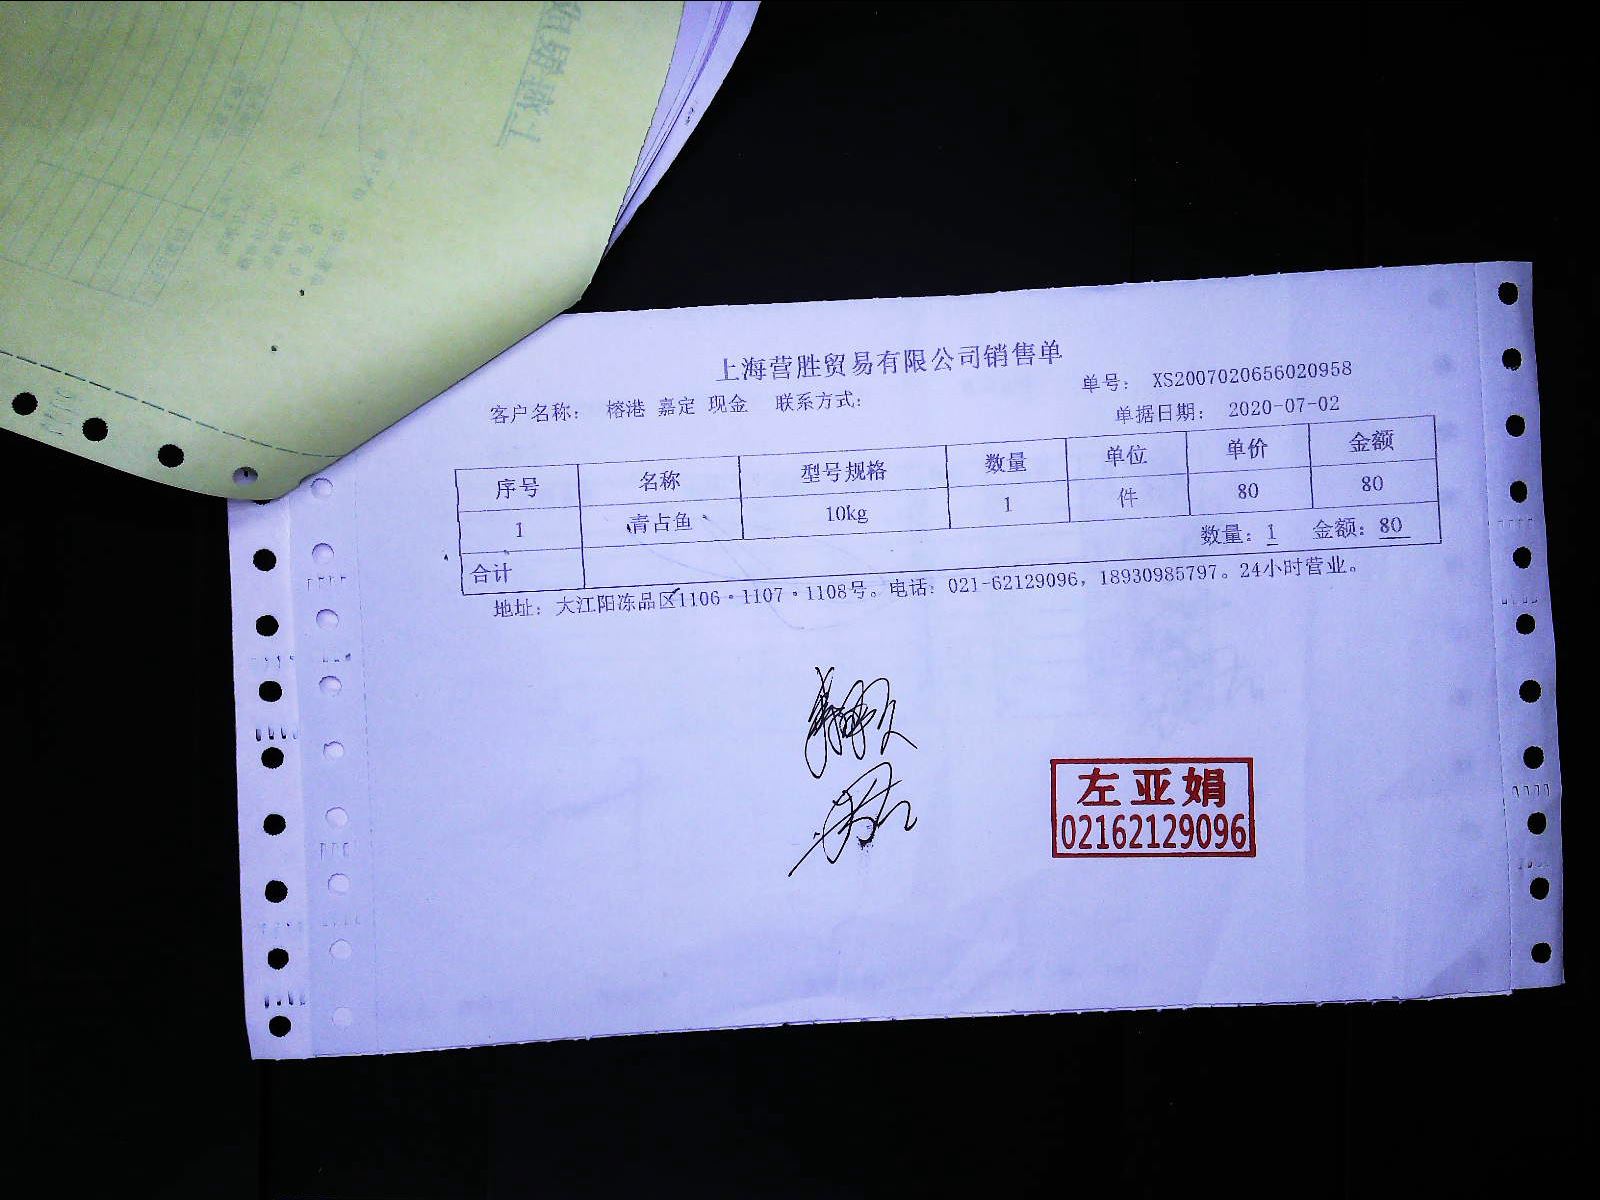 上海营胜贸易有限公司销售单
单号： XS2007020656020958
客户名称： 榕港 嘉定 现金 联系方式：
单据日期： 2020-07-02
序号 名称 型号规格 数量 单位 单价 金额
1 青占鱼 10kg 1 件 80 80
合计 数量：1 金额：80
地址：大江阳冻品区1106·1107·1108号。电话：021-62129096，18930985797。24小时营业。
左亚娟
02162129096